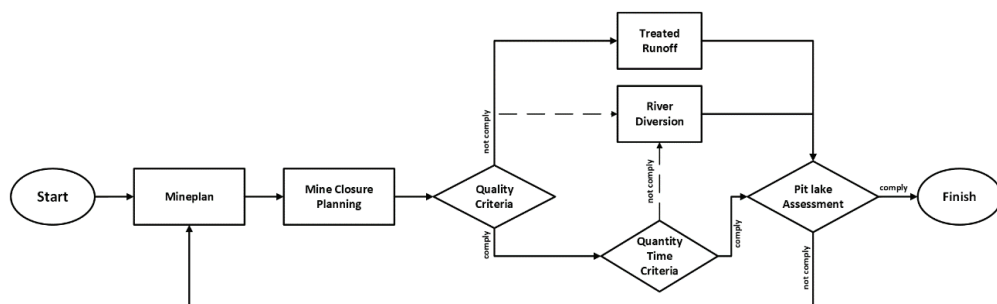 Start
Mineplan
Mine Closure
Planning
Quality
Criteria
not comply
Treated
Runoff
River
Diversion
comply
Quantity
Time
Criteria
not comply
comply
Pit lake
Assessment
comply
Finish
not comply